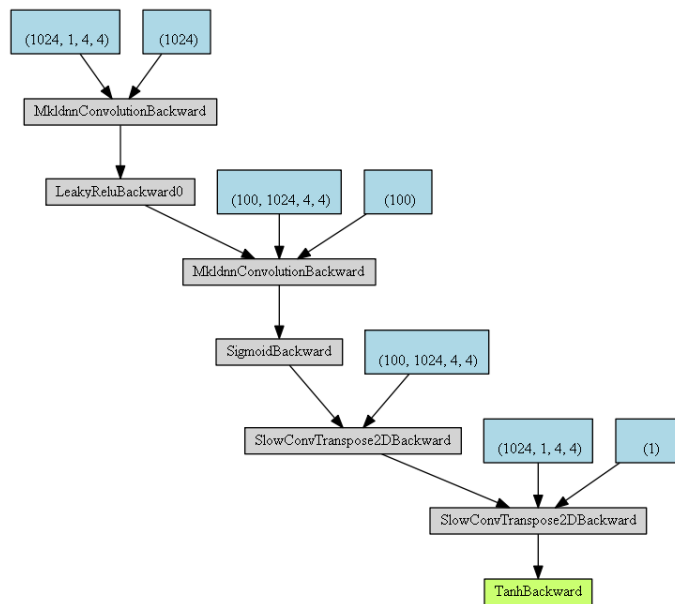 (1024, 1, 4, 4)
(1024)
MkldnnConvolutionBackward
LeakyReluBackward0
(100, 1024, 4, 4)
(100)
MkldnnConvolutionBackward
SigmoidBackward
(100, 1024, 4, 4)
SlowConvTranspose2DBackward
(1024, 1, 4, 4)
(1)
SlowConvTranspose2DBackward
TanhBackward